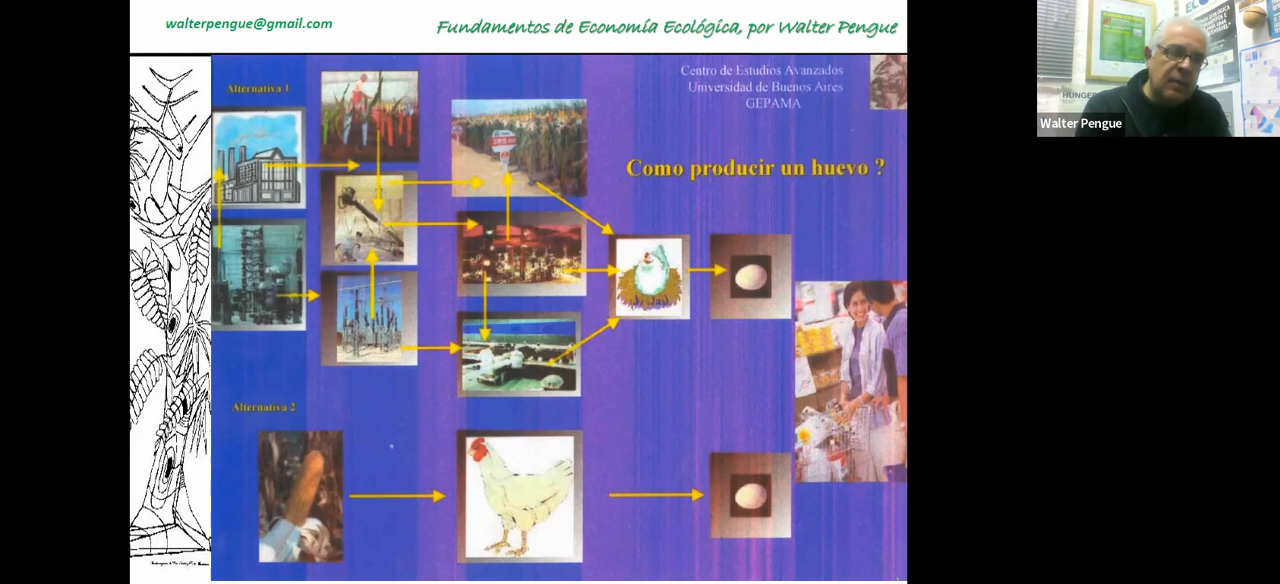 walterpengue@gmail.com
Fundamentos de Economía Ecológica, por Walter Pengue
Alternativa 1
Centro de Estudios Avanzados
Universidad de Buenos Aires
GEPAMA
Como producir un huevo ?
Alternativa 2
HUNGER
Walter Pengue